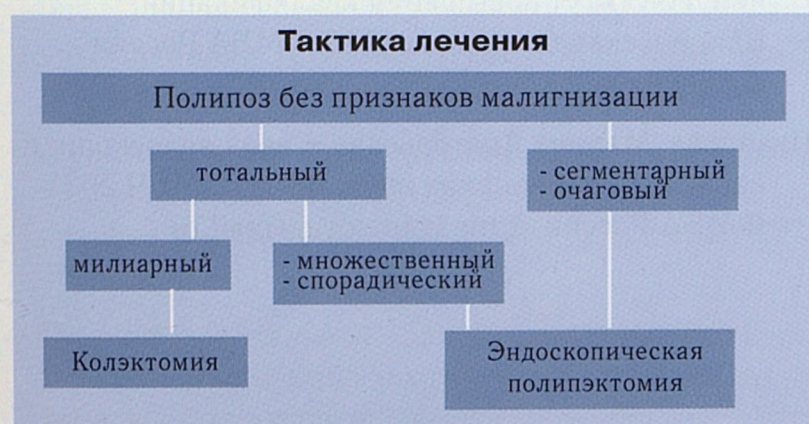 Тактика лечения
Полипоз без признаков малигнизации
тотальный
- сегментарный
- очаговый
милиарный
- множественный
- спорадический
Колэктомия
Эндоскопическая
полипэктомия